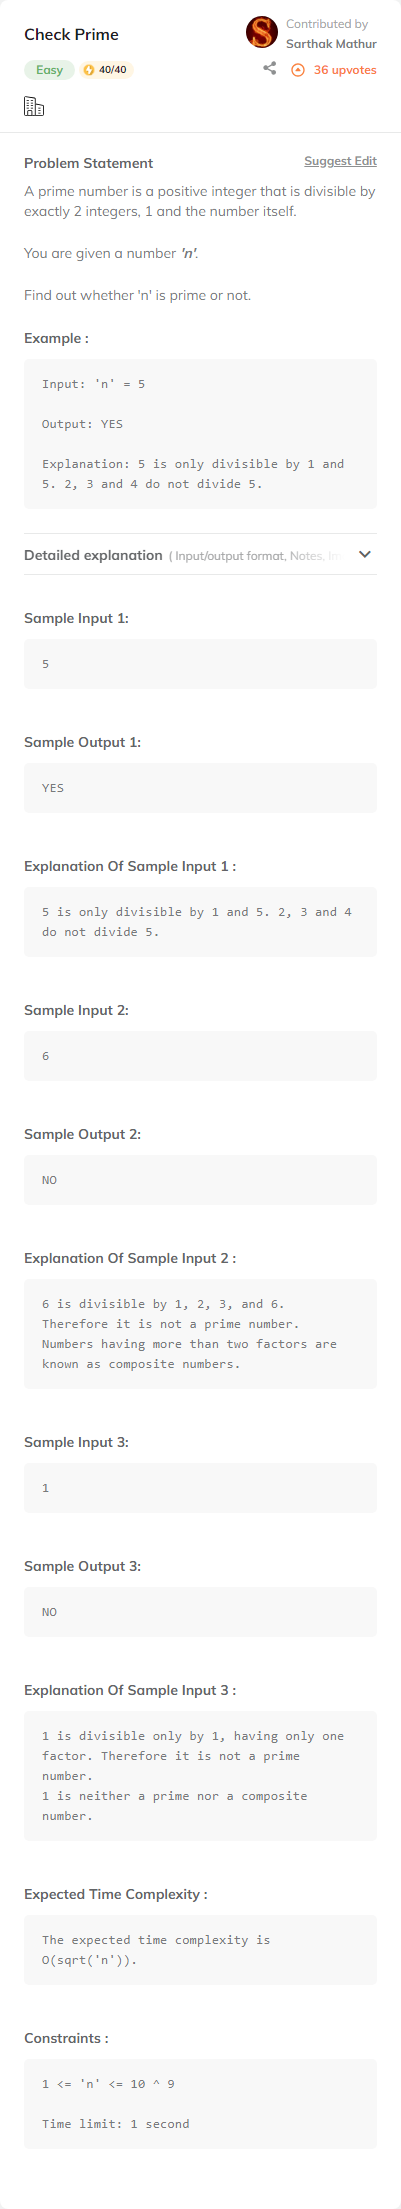 Check Prime
Contributed by
Sarthak Mathur
Easy 40/40
36 upvotes
Problem Statement
Suggest Edit
A prime number is a positive integer that is divisible by
exactly 2 integers, 1 and the number itself.
You are given a number 'n'.
Find out whether 'n' is prime or not.
Example :
Input: 'n' = 5
Output: YES
Explanation: 5 is only divisible by 1 and
5. 2, 3 and 4 do not divide 5.
Detailed explanation ( Input/output format, Notes, Im
Sample Input 1:
5
Sample Output 1:
YES
Explanation Of Sample Input 1 :
5 is only divisible by 1 and 5. 2, 3 and 4
do not divide 5.
Sample Input 2:
6
Sample Output 2:
NO
Explanation Of Sample Input 2 :
6 is divisible by 1, 2, 3, and 6.
Therefore it is not a prime number.
Numbers having more than two factors are
known as composite numbers.
Sample Input 3:
1
Sample Output 3:
NO
Explanation Of Sample Input 3 :
1 is divisible only by 1, having only one
factor. Therefore it is not a prime
number.
1 is neither a prime nor a composite
number.
Expected Time Complexity :
The expected time complexity is
O(sqrt('n')).
Constraints :
1 <= 'n' <= 10 ^ 9
Time limit: 1 second